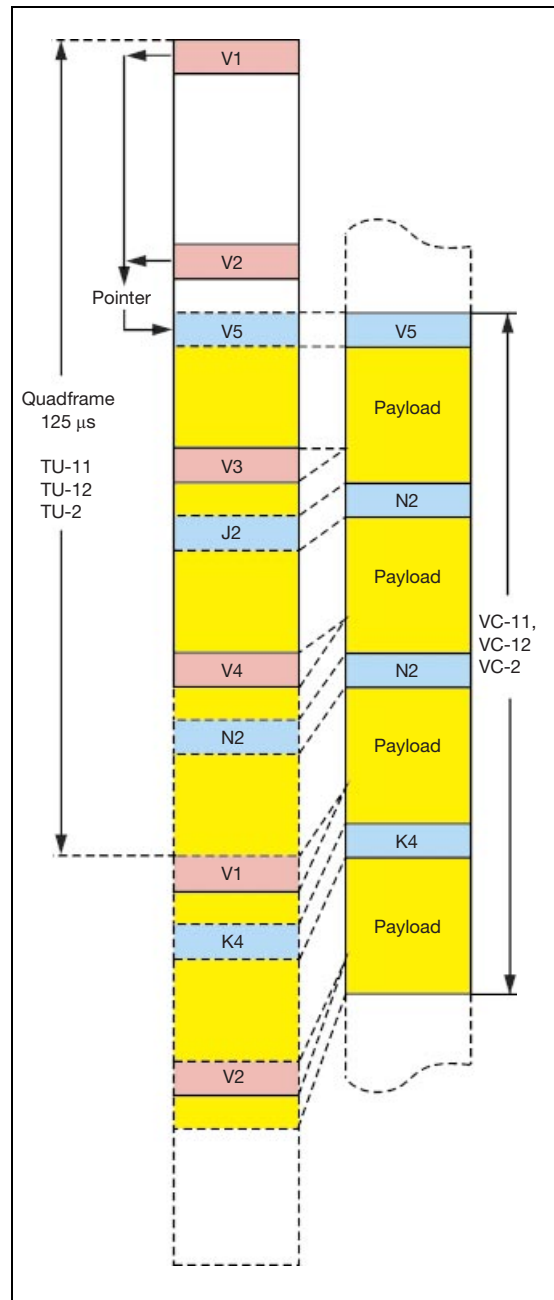 V1
V2
Pointer
V5
Quadframe
125 μs
TU-11
TU-12
TU-2
V3
J2
V4
N2
V1
K4
V2
V5
Payload
N2
Payload
N2
Payload
K4
Payload
VC-11,
VC-12
VC-2